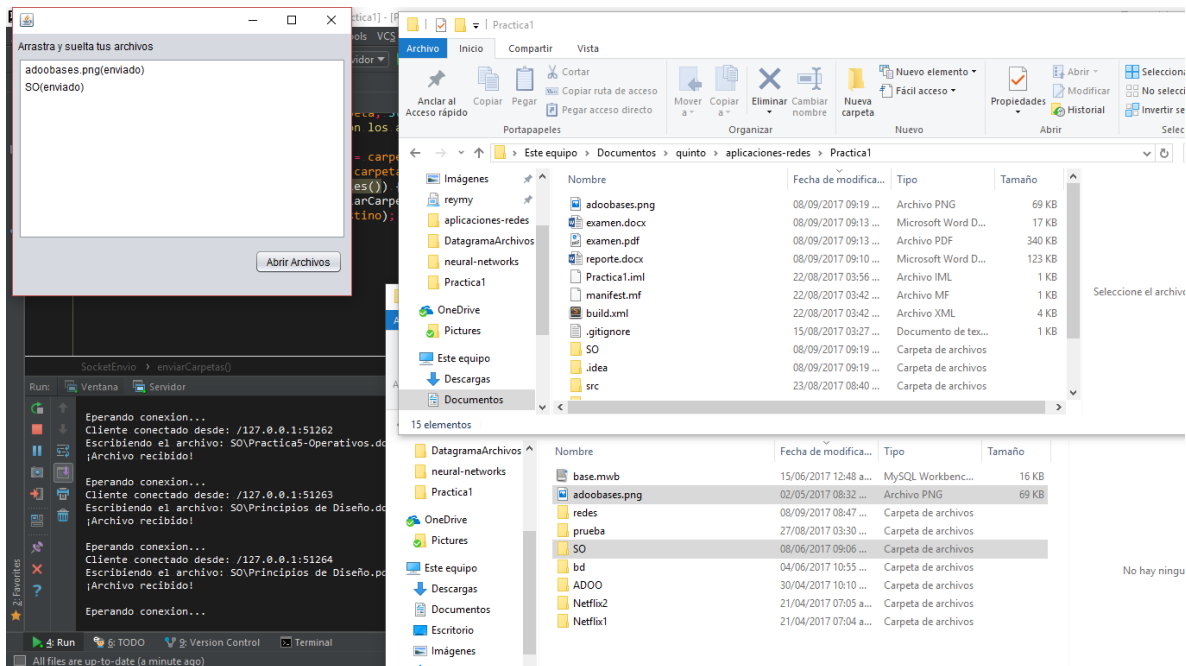 Arrastra y suelta tus archivos
adoobases.png(enviado)
SO(enviado)
Abrir Archivos
ools VCS
SocketEnvio > enviarCarpetas()
Run: Ventana Servidor
Eperando conexion...
Cliente conectado desde: /127.0.0.1:51262
Escribiendo el archivo: SO\Practica5-Operativos.do
¡Archivo recibido!
Eperando conexion...
Cliente conectado desde: /127.0.0.1:51263
Escribiendo el archivo: SO\Principios de Diseño.do
¡Archivo recibido!
Eperando conexion...
Cliente conectado desde: /127.0.0.1:51264
Escribiendo el archivo: SO\Principios de Diseño.pd
¡Archivo recibido!
Eperando conexion...
2: Favorites
4: Run 6: TODO 9: Version Control Terminal
All files are up-to-date (a minute ago)
Practica1
Archivo Inicio Compartir Vista
Anclar al Acceso rápido
Copiar Pegar
Cortar
Copiar ruta de acceso
Pegar acceso directo
Portapapeles
Mover a Copiar a Eliminar Cambiar nombre
Organizar
Nueva carpeta
Nuevo elemento
Fácil acceso
Nuevo
Propiedades
Abrir
Modificar
Historial
Abrir
Selecciona
No selecci
Invertir se
Selec
Este equipo > Documentos > quinto > aplicaciones-redes > Practica1
Imágenes
reymy
aplicaciones-redes
DatagramaArchivos
neural-networks
Practica1
OneDrive
Pictures
Este equipo
Descargas
Documentos
Nombre Fecha de modifica... Tipo Tamaño
adoobases.png 08/09/2017 09:19 ... Archivo PNG 69 KB
examen.docx 08/09/2017 09:13 ... Microsoft Word D... 17 KB
examen.pdf 08/09/2017 09:13 ... Archivo PDF 340 KB
reporte.docx 08/09/2017 09:10 ... Microsoft Word D... 123 KB
Practica1.iml 22/08/2017 03:56 ... Archivo IML 1 KB
manifest.mf 22/08/2017 03:42 ... Archivo MF 1 KB
build.xml 22/08/2017 03:42 ... Archivo XML 4 KB
.gitignore 15/08/2017 03:27 ... Documento de tex... 1 KB
SO 08/09/2017 09:19 ... Carpeta de archivos
.idea 08/09/2017 09:19 ... Carpeta de archivos
src 23/08/2017 08:40 ... Carpeta de archivos
Seleccione el archivo
15 elementos
DatagramaArchivos
neural-networks
Practica1
OneDrive
Pictures
Este equipo
Descargas
Documentos
Escritorio
Imágenes
Nombre Fecha de modifica... Tipo Tamaño
base.mwb 15/06/2017 12:48 a... MySQL Workbenc... 16 KB
adoobases.png 02/05/2017 08:32 ... Archivo PNG 69 KB
redes 08/09/2017 08:47 ... Carpeta de archivos
prueba 27/08/2017 03:30 ... Carpeta de archivos
SO 08/06/2017 09:06 ... Carpeta de archivos
bd 04/06/2017 10:55 ... Carpeta de archivos
ADOO 30/04/2017 10:10 ... Carpeta de archivos
Netflix2 21/04/2017 07:05 a... Carpeta de archivos
Netflix1 21/04/2017 07:04 a... Carpeta de archivos
No hay ningu